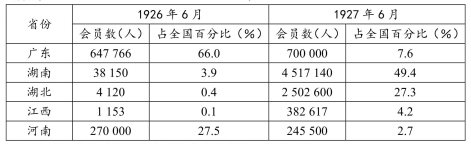 省份 1926 年 6 月 1927 年 6 月
会员数(人) 占全国百分比(%) 会员数(人) 占全国百分比(%)
广东 647 766 66.0 700 000 7.6
湖南 38 150 3.9 4 517 140 49.4
湖北 4 120 0.4 2 502 600 27.3
江西 1 153 0.1 382 617 4.2
河南 270 000 27.5 245 500 2.7